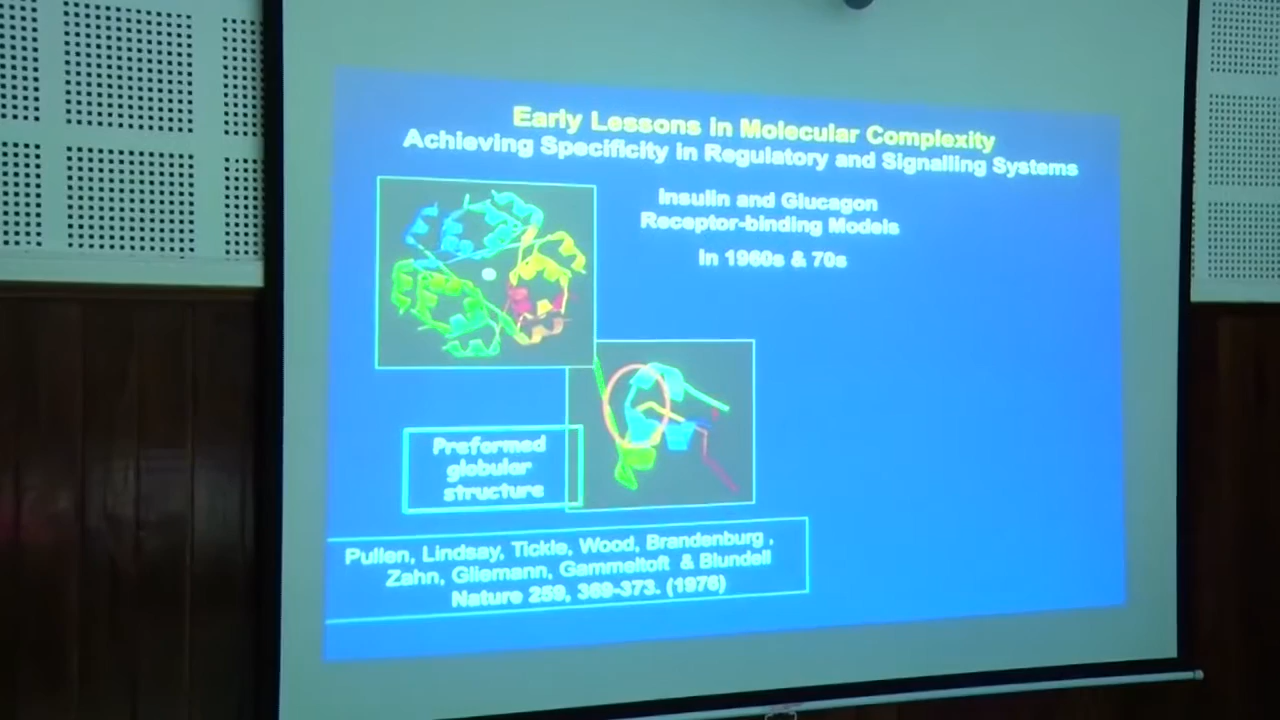 Early Lessons in Molecular Complexity
Achieving Specificity in Regulatory and Signalling Systems
Insulin and Glucagon
Receptor-binding Models
In 1960s & 70s
Preformed
globular
structure
Pullen, Lindsay, Tickle, Wood, Brandenburg ,
Zahn, Gliemann, Gammeltoft & Blundell
Nature 259, 369-373. (1976)